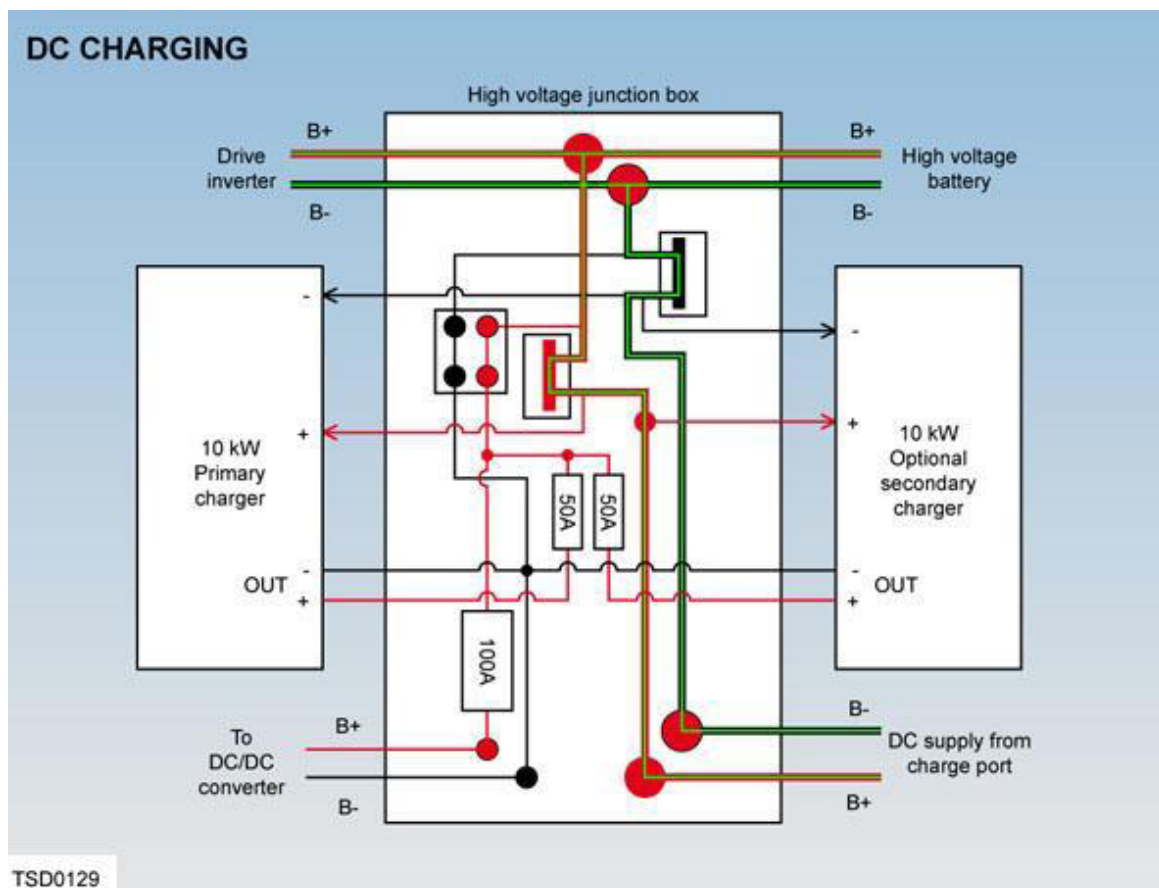 DC CHARGING
High voltage junction box
B+
B+
Drive
inverter
High voltage
battery
B-
B-
-
-
+
+
10 kW
Primary
charger
10 kW
Optional
secondary
charger
50A
50A
-
-
OUT
OUT
+
+
100A
B+
To
DC/DC
converter
B-
B-
DC supply from
charge port
B+
TSD0129